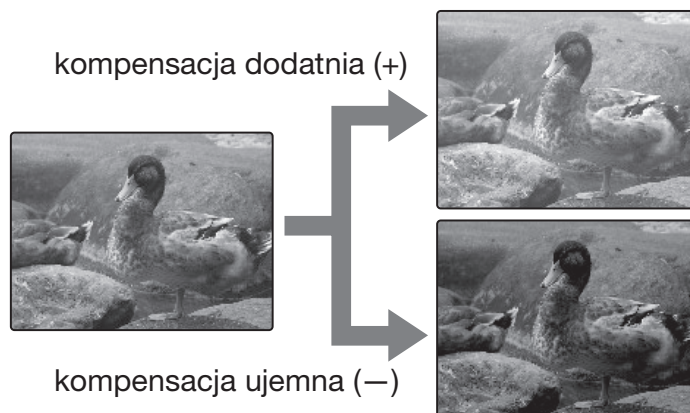 kompensacja dodatnia (+)
kompensacja ujemna (—)